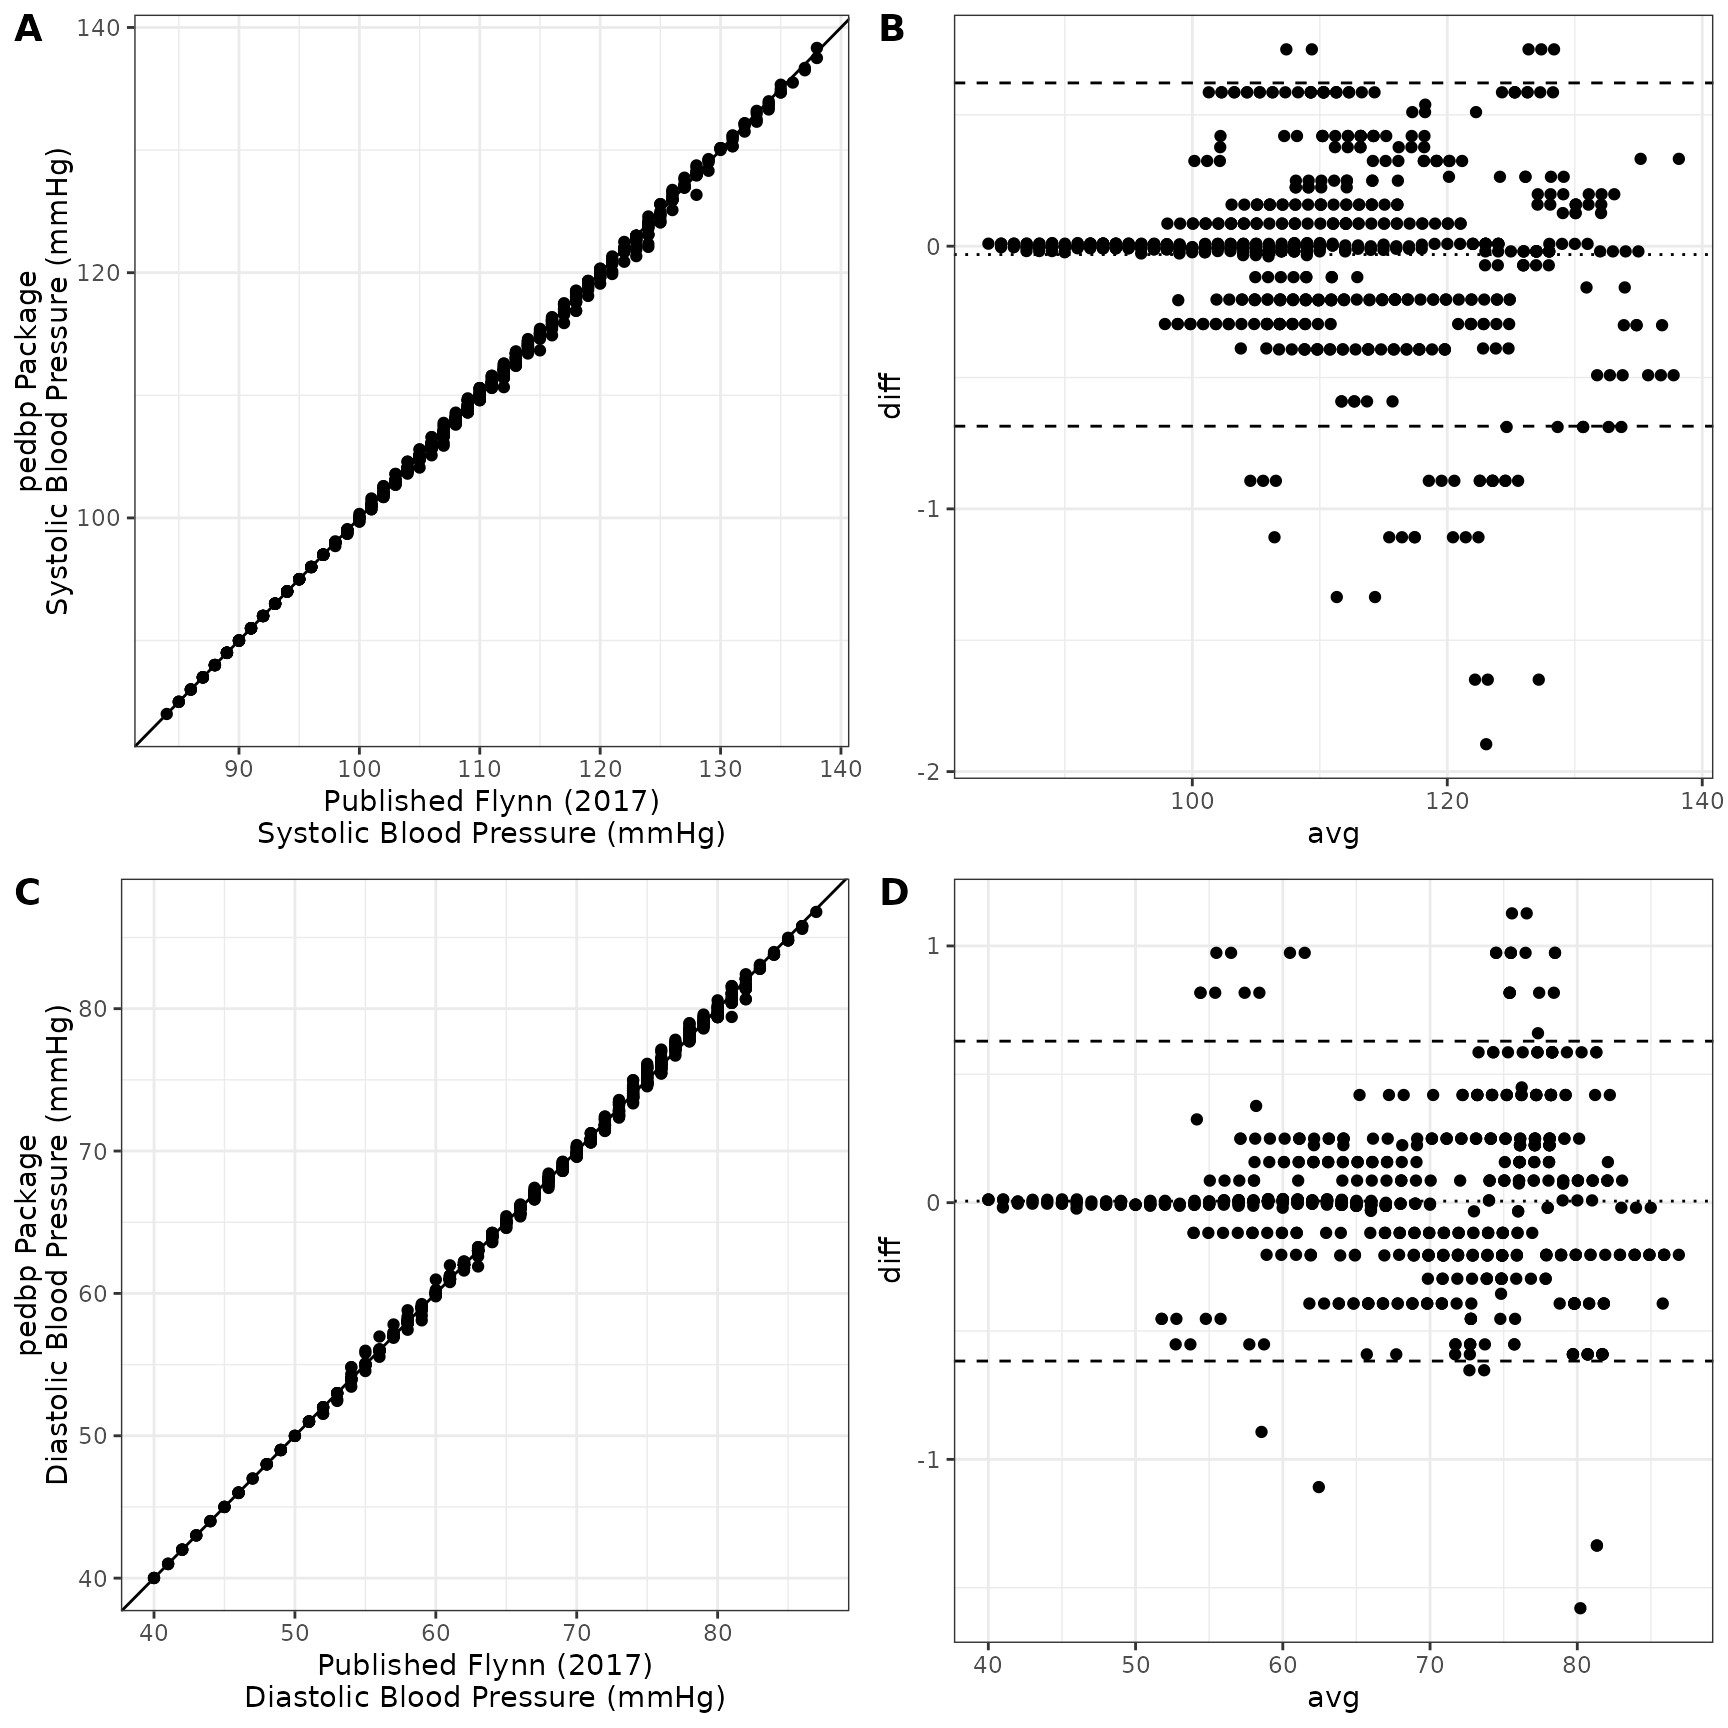 A
140
120
100
pedbp Package
Systolic Blood Pressure (mmHg)
90 100 110 120 130 140
Published Flynn (2017)
Systolic Blood Pressure (mmHg)
B
0
-1
-2
diff
100 120 140
avg
C
80
70
60
50
40
pedbp Package
Diastolic Blood Pressure (mmHg)
40 50 60 70 80
Published Flynn (2017)
Diastolic Blood Pressure (mmHg)
D
1
0
-1
diff
40 50 60 70 80
avg